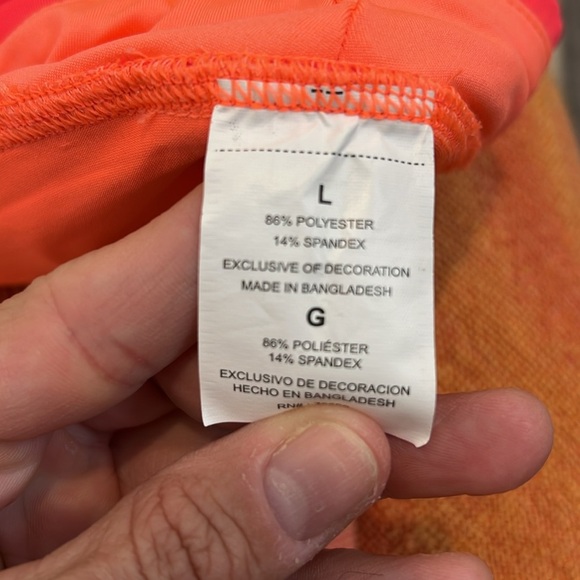 L
86% POLYESTER
14% SPANDEX
EXCLUSIVE OF DECORATION
MADE IN BANGLADESH
G
86% POLIÉSTER
14% SPANDEX
EXCLUSIVO DE DECORACION
HECHO EN BANGLADESH